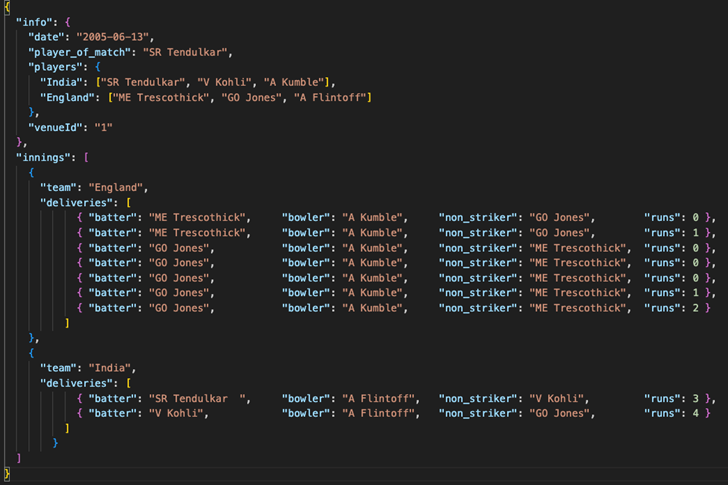 {
"info": {
"date": "2005-06-13",
"player_of_match": "SR Tendulkar",
"players": {
"India": ["SR Tendulkar", "V Kohli", "A Kumble"],
"England": ["ME Trescothick", "GO Jones", "A Flintoff"]
},
"venueId": "1"
},
"innings": [
{
"team": "England",
"deliveries": [
{ "batter": "ME Trescothick", "bowler": "A Kumble", "non_striker": "GO Jones", "runs": 0 },
{ "batter": "ME Trescothick", "bowler": "A Kumble", "non_striker": "GO Jones", "runs": 1 },
{ "batter": "GO Jones", "bowler": "A Kumble", "non_striker": "ME Trescothick", "runs": 0 },
{ "batter": "GO Jones", "bowler": "A Kumble", "non_striker": "ME Trescothick", "runs": 0 },
{ "batter": "GO Jones", "bowler": "A Kumble", "non_striker": "ME Trescothick", "runs": 0 },
{ "batter": "GO Jones", "bowler": "A Kumble", "non_striker": "ME Trescothick", "runs": 1 },
{ "batter": "GO Jones", "bowler": "A Kumble", "non_striker": "ME Trescothick", "runs": 2 }
]
},
{
"team": "India",
"deliveries": [
{ "batter": "SR Tendulkar  ", "bowler": "A Flintoff", "non_striker": "V Kohli", "runs": 3 },
{ "batter": "V Kohli", "bowler": "A Flintoff", "non_striker": "GO Jones", "runs": 4 }
]
}
]
}